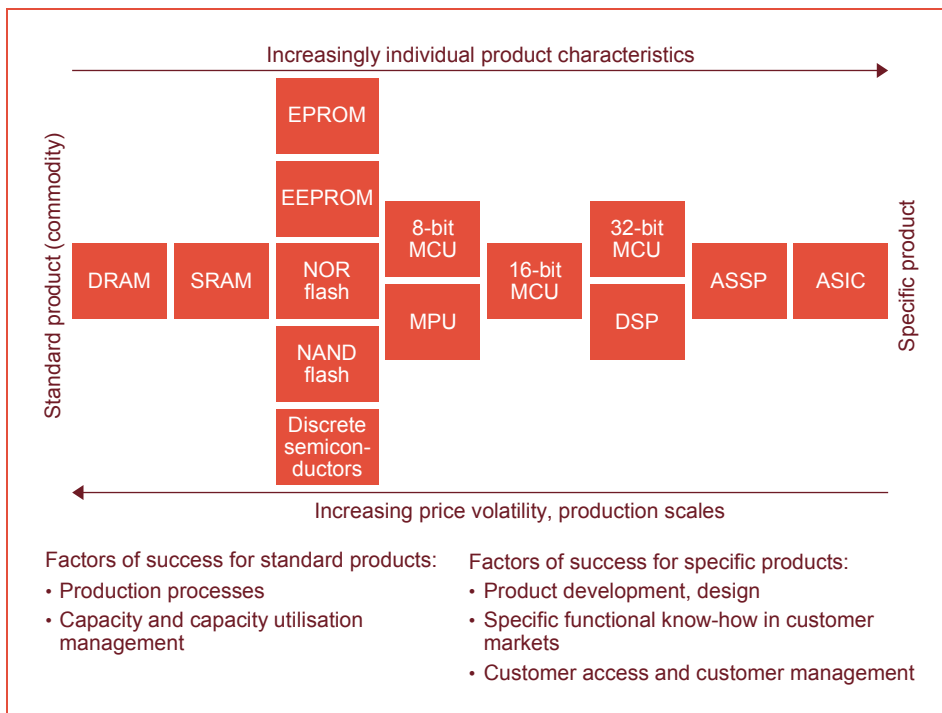 Increasingly individual product characteristics
Standard product (commodity)
DRAM
SRAM
EPROM
EEPROM
NOR
flash
NAND
flash
Discrete
semicon-
ductors
8-bit
MCU
MPU
16-bit
MCU
32-bit
MCU
DSP
ASSP
ASIC
Specific product
Increasing price volatility, production scales
Factors of success for standard products:
• Production processes
• Capacity and capacity utilisation
management
Factors of success for specific products:
• Product development, design
• Specific functional know-how in customer
markets
• Customer access and customer management